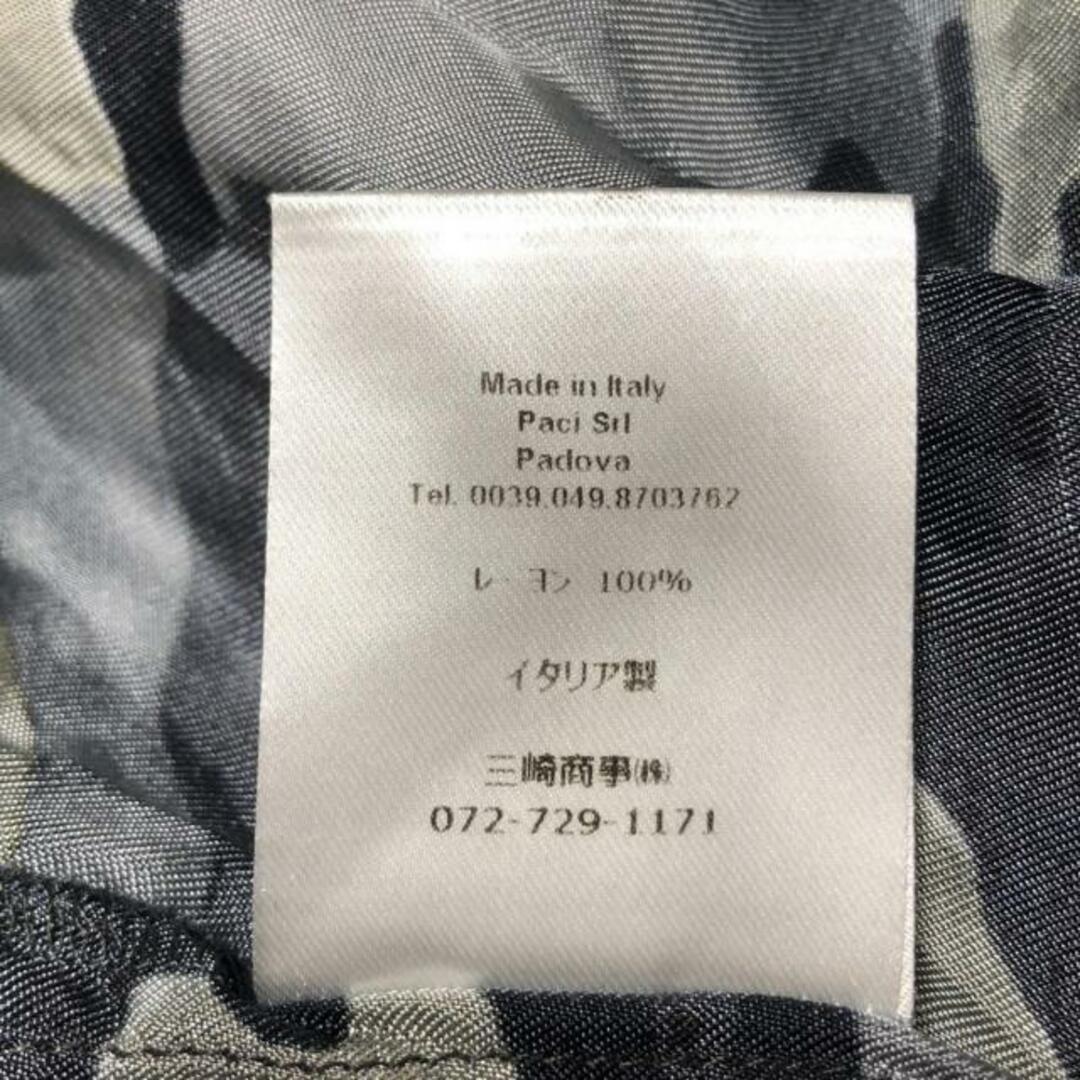 Made in Italy
Paci Srl
Padova
Tel. 0039.049.8703762
レーヨン 100%
イタリア製
三崎商事㈱
072-729-1171